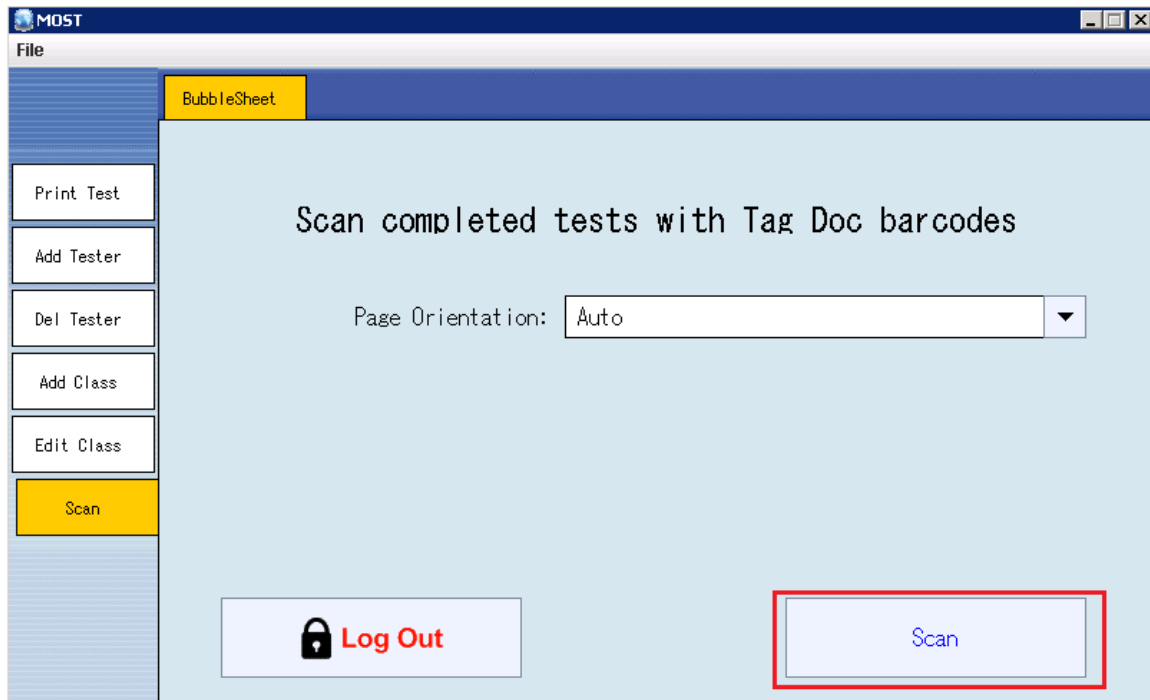 MOST
File
BubbleSheet
Print Test
Add Tester
Del Tester
Add Class
Edit Class
Scan
Scan completed tests with Tag Doc barcodes
Page Orientation: Auto
Log Out
Scan